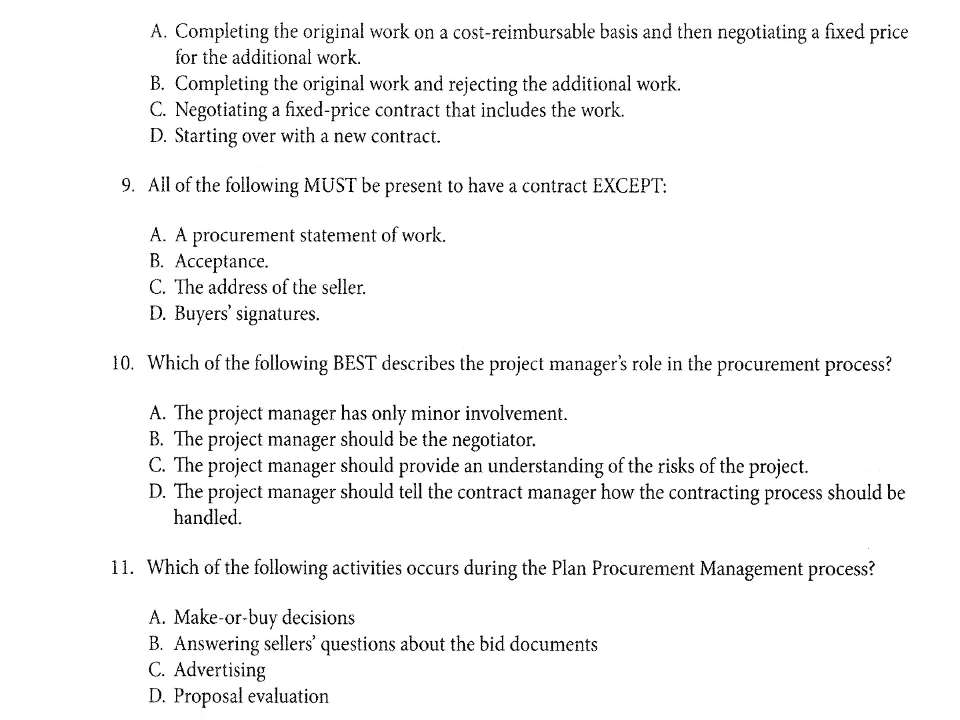 A. Completing the original work on a cost-reimbursable basis and then negotiating a fixed price
for the additional work.
B. Completing the original work and rejecting the additional work.
C. Negotiating a fixed-price contract that includes the work.
D. Starting over with a new contract.
9. All of the following MUST be present to have a contract EXCEPT:
A. A procurement statement of work.
B. Acceptance.
C. The address of the seller.
D. Buyers' signatures.
10. Which of the following BEST describes the project manager's role in the procurement process?
A. The project manager has only minor involvement.
B. The project manager should be the negotiator.
C. The project manager should provide an understanding of the risks of the project.
D. The project manager should tell the contract manager how the contracting process should be
handled.
11. Which of the following activities occurs during the Plan Procurement Management process?
A. Make-or-buy decisions
B. Answering sellers' questions about the bid documents
C. Advertising
D. Proposal evaluation